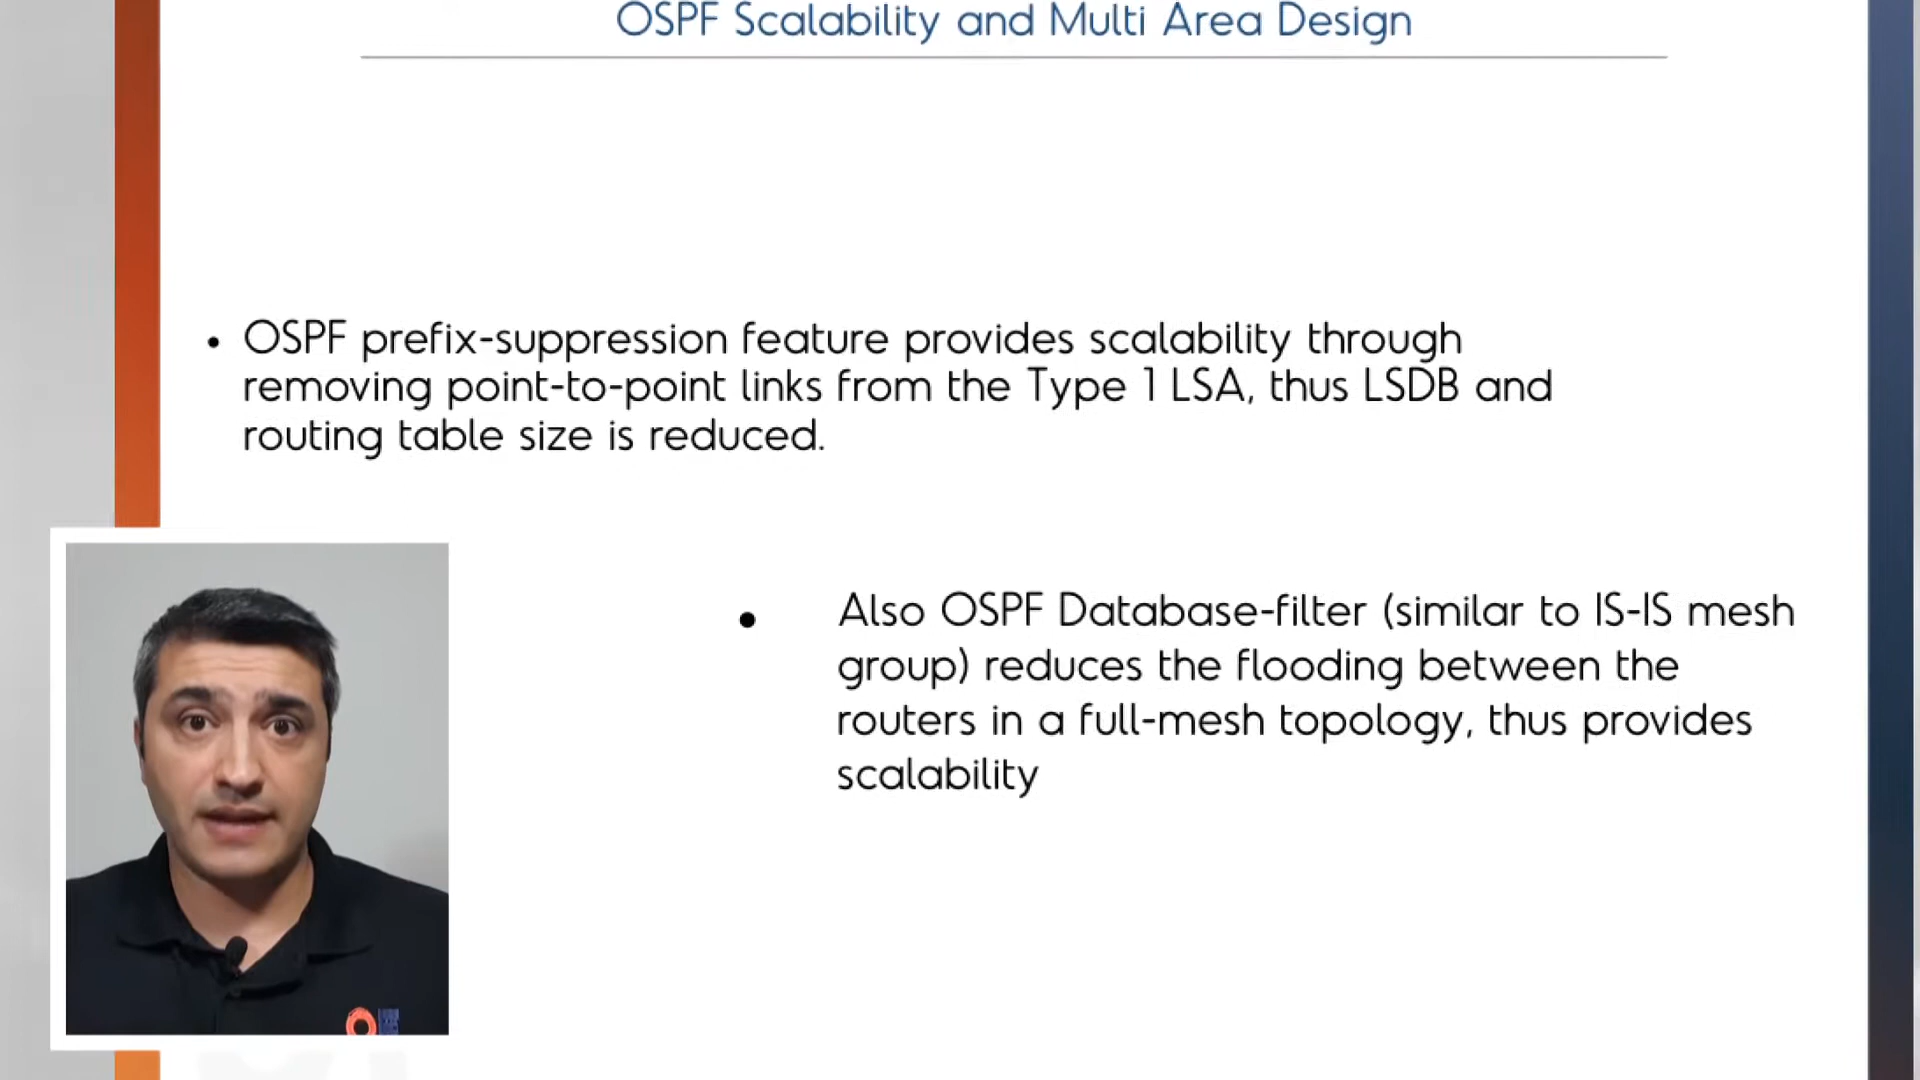 OSPF Scalability and Multi Area Design
• OSPF prefix-suppression feature provides scalability through
removing point-to-point links from the Type 1 LSA, thus LSDB and
routing table size is reduced.
• Also OSPF Database-filter (similar to IS-IS mesh
group) reduces the flooding between the
routers in a full-mesh topology, thus provides
scalability